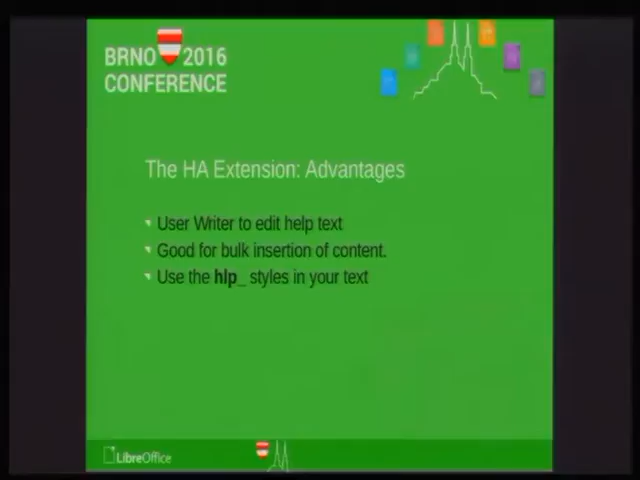 BRNO 2016
CONFERENCE
The HA Extension: Advantages
User Writer to edit help text
Good for bulk insertion of content.
Use the hlp_ styles in your text
LibreOffice